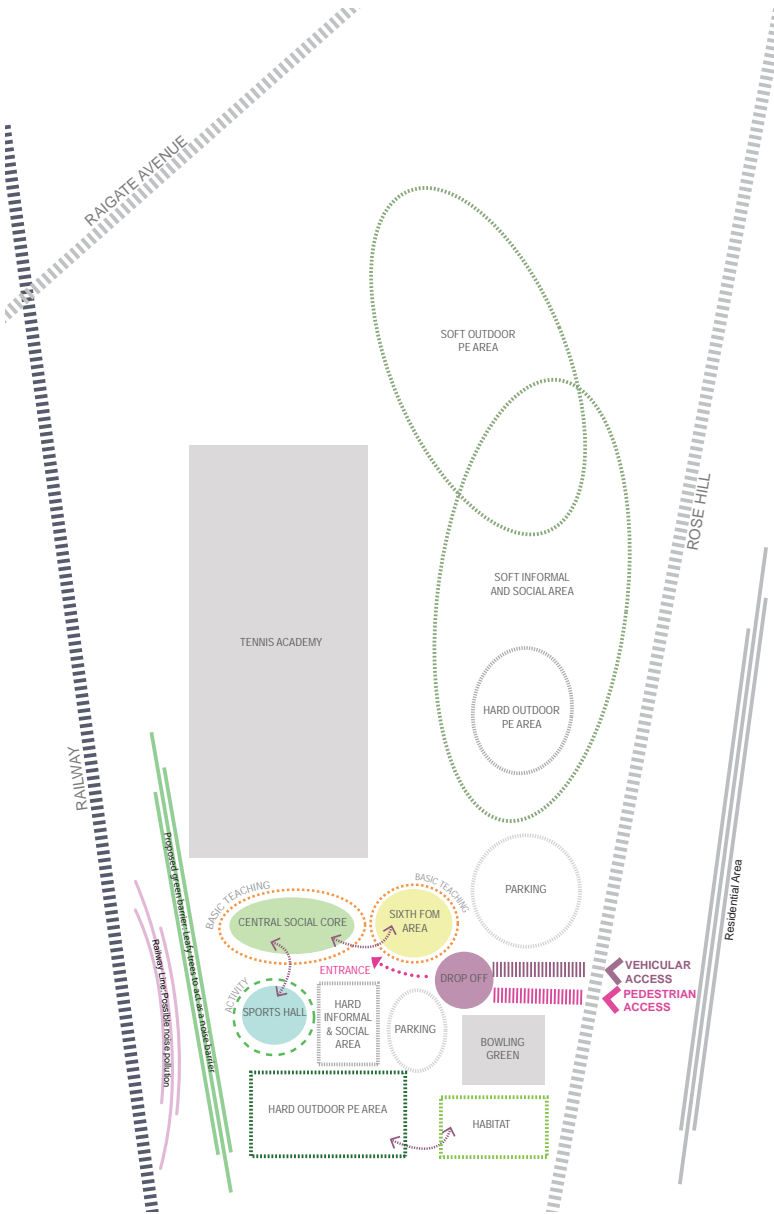 RAIGATE AVENUE
SOFT OUTDOOR
PE AREA
ROSE HILL
SOFT INFORMAL
AND SOCIAL AREA
TENNIS ACADEMY
HARD OUTDOOR
PE AREA
RAILWAY
Proposed green barrier: Leafy trees to act as a noise barrier
Railway Line: Possible noise pollution
Residential Area
BASIC TEACHING
CENTRAL SOCIAL CORE
BASIC TEACHING
SIXTH FOM
AREA
PARKING
ENTRANCE
DROP OFF
VEHICULAR
ACCESS
PEDESTRIAN
ACCESS
ACTIVITY
SPORTS HALL
HARD
INFORMAL
& SOCIAL
AREA
PARKING
BOWLING
GREEN
HARD OUTDOOR PE AREA
HABITAT